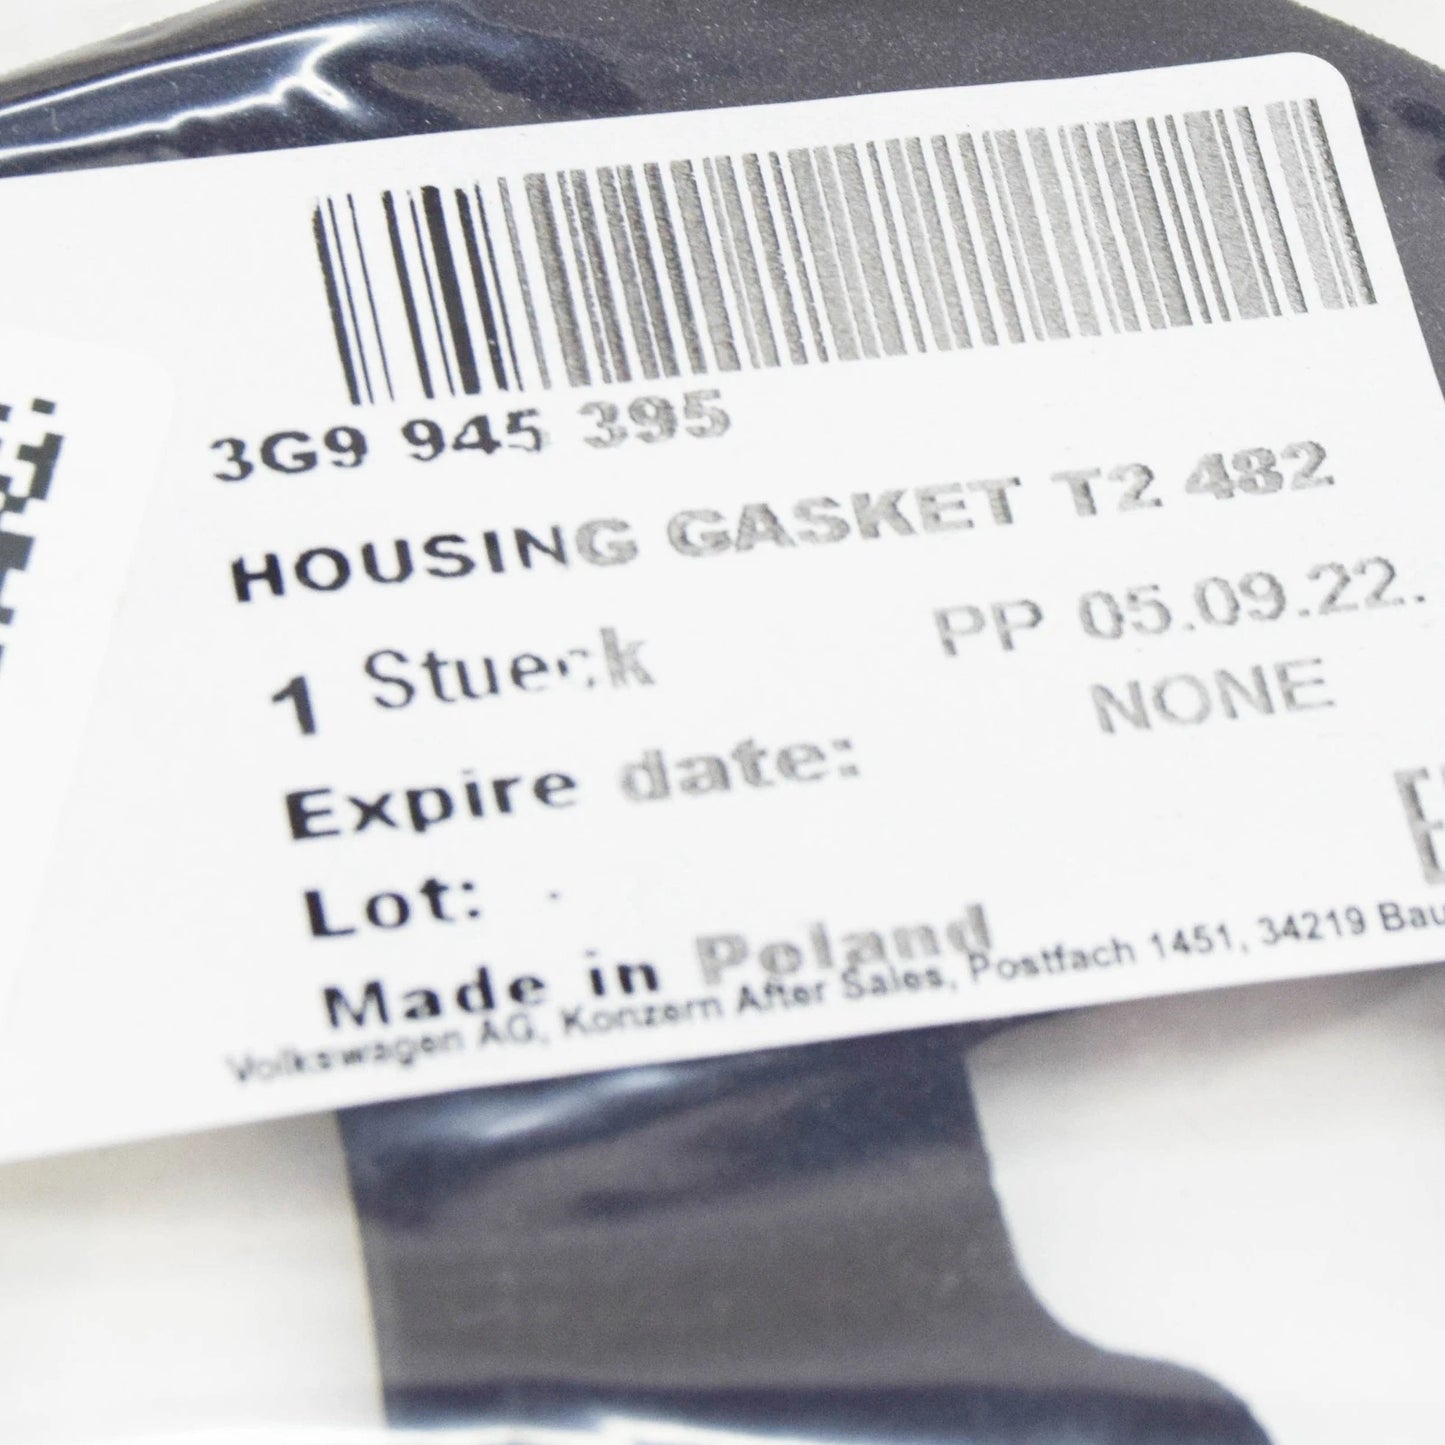 3G9 945 395
HOUSING GASKET T2 482
1 Stueck PP 05.09.22.
Expire date: NONE
Lot: .
Made in Poland
Volkswagen AG, Konzern After Sales, Postfach 1451, 34219 Bau